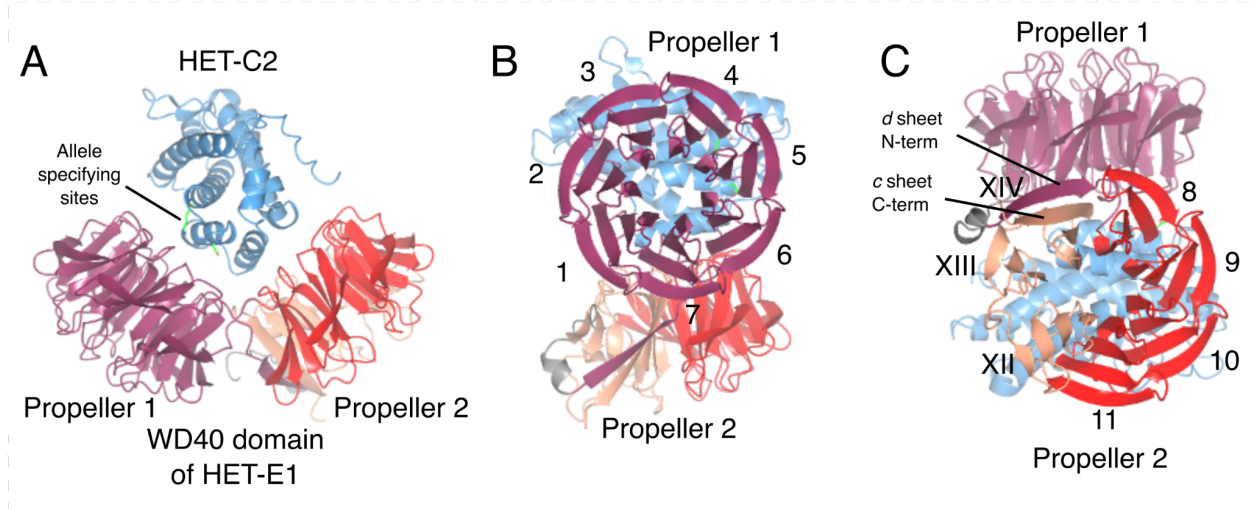 A
HET-C2
Allele
specifying
sites
Propeller 1
Propeller 2
WD40 domain
of HET-E1
B
Propeller 1
3
4
2
5
1
6
7
Propeller 2
C
Propeller 1
d sheet
N-term
c sheet
C-term
XIV
8
XIII
9
XII
10
11
Propeller 2